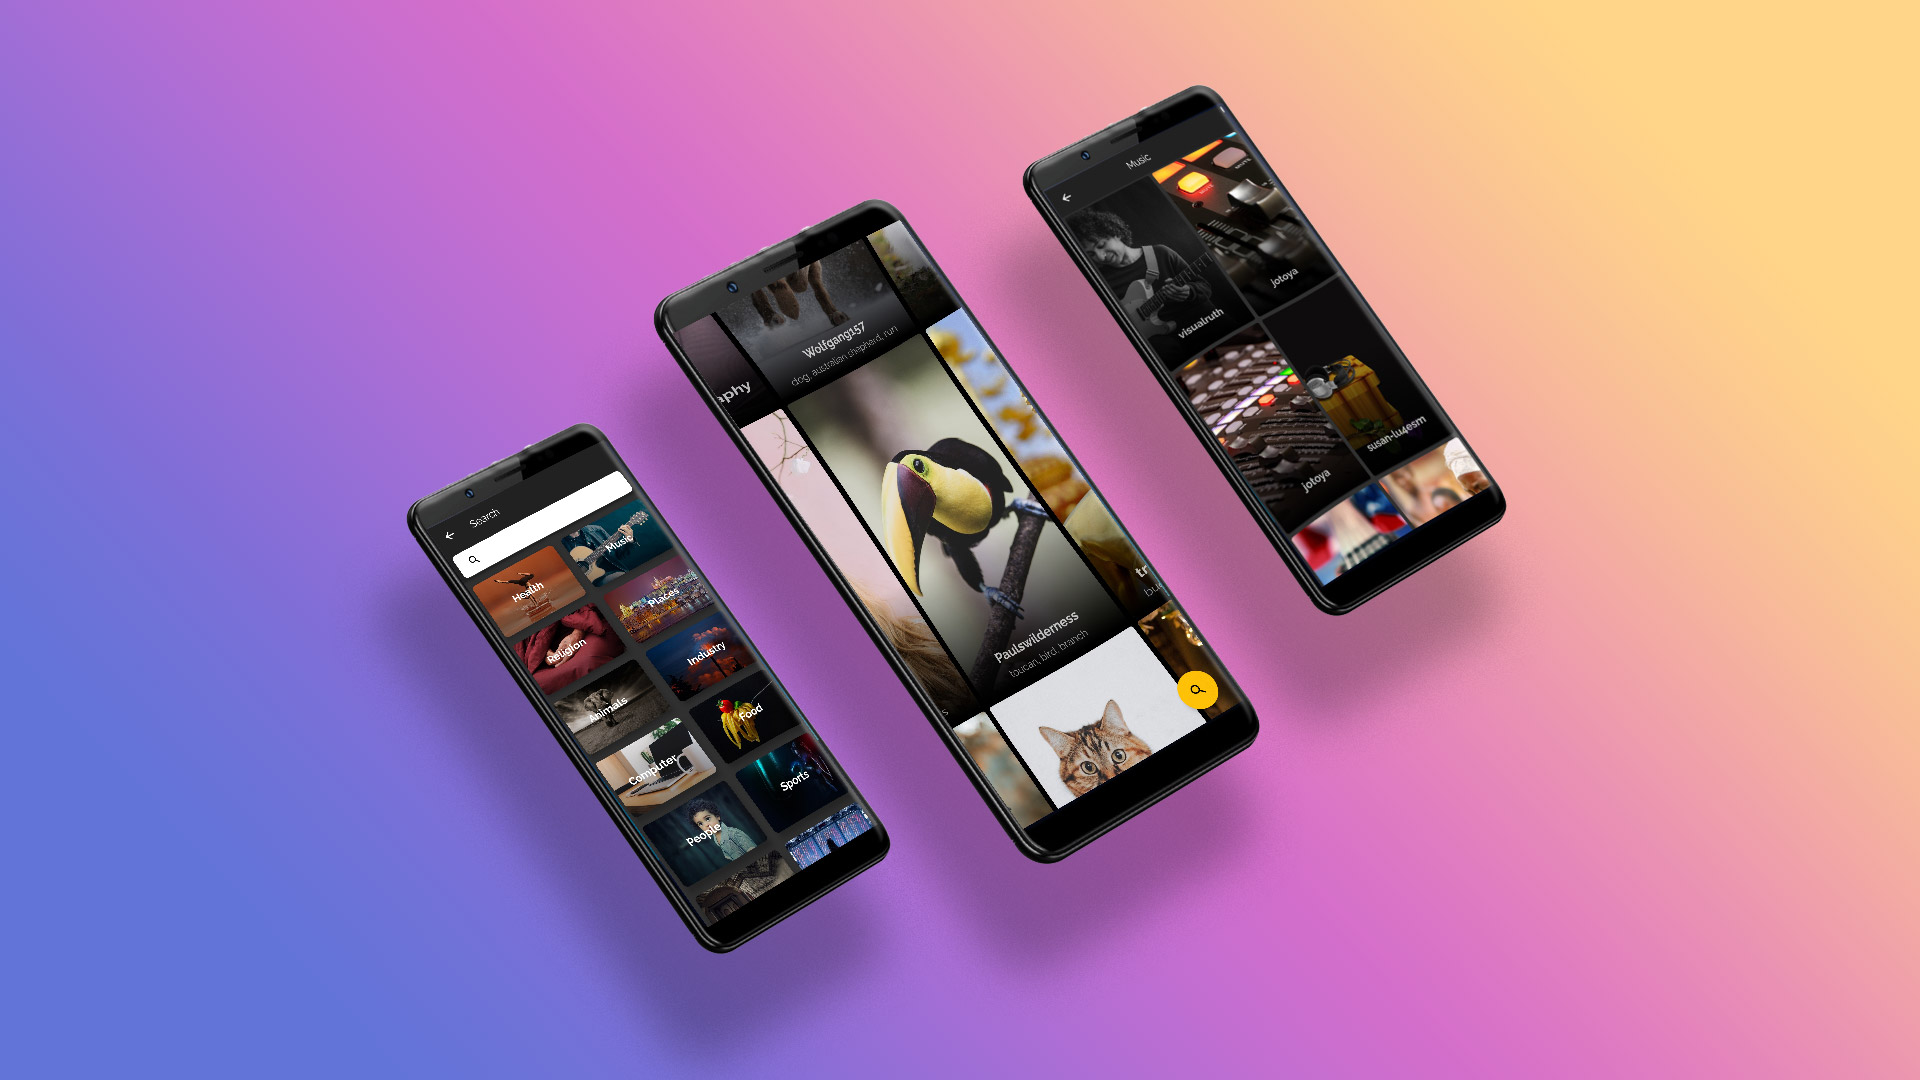 Search
Health
Music
Religion
Places
Animals
Industry
Computer
Food
People
Sports
Wolfgang157
dog, australian shepherd, run
aphy
Paulswilderness
toucan, bird, branch
tr
s
Music
visualruth
jotoya
jotoya
susan-lu4esm
MUTE